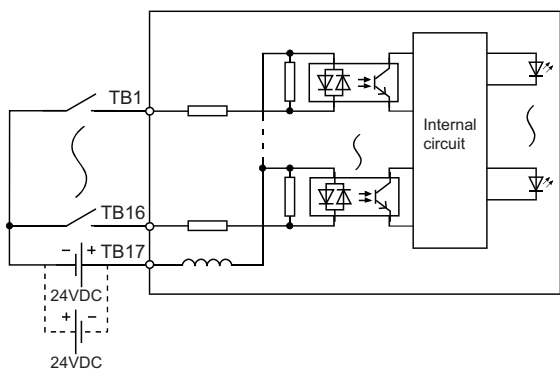 TB1
Internal
circuit
TB16
TB17
− +
24VDC
+ −
24VDC